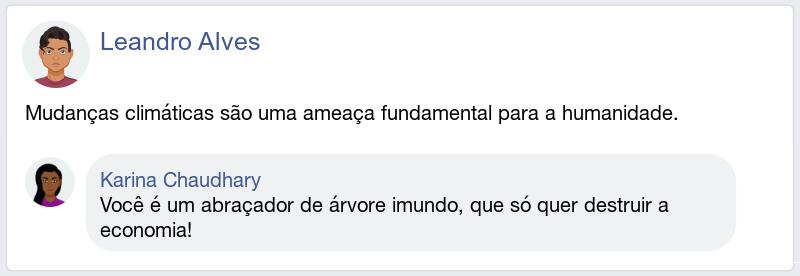 Leandro Alves
Mudanças climáticas são uma ameaça fundamental para a humanidade.
Karina Chaudhary
Você é um abraçador de árvore imundo, que só quer destruir a
economia!